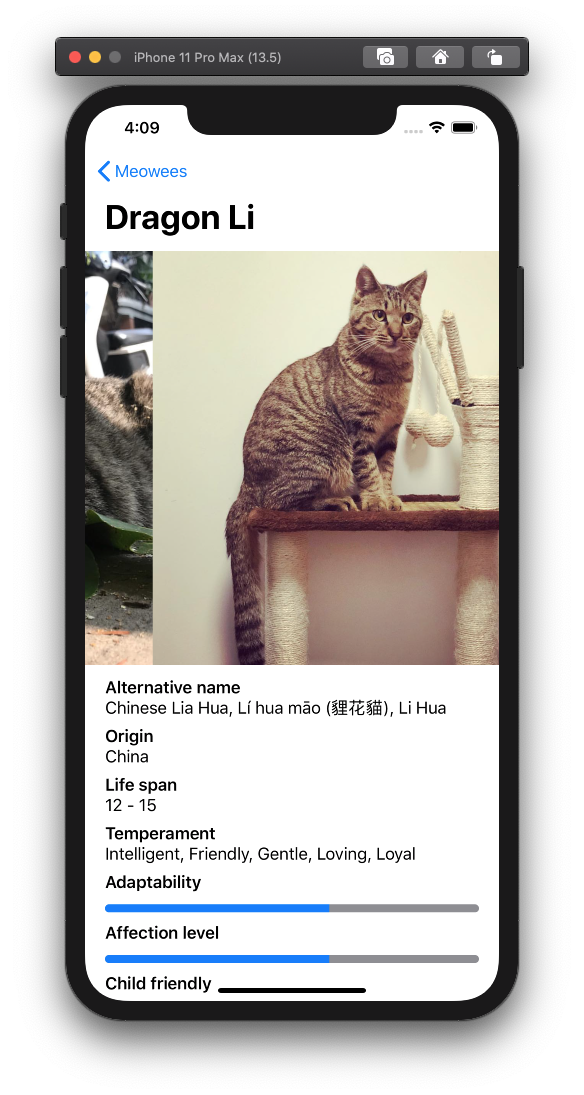 iPhone 11 Pro Max (13.5)
4:09
Meowees
Dragon Li
Alternative name
Chinese Lia Hua, Lí hua māo (貍花貓), Li Hua
Origin
China
Life span
12 - 15
Temperament
Intelligent, Friendly, Gentle, Loving, Loyal
Adaptability
Affection level
Child friendly